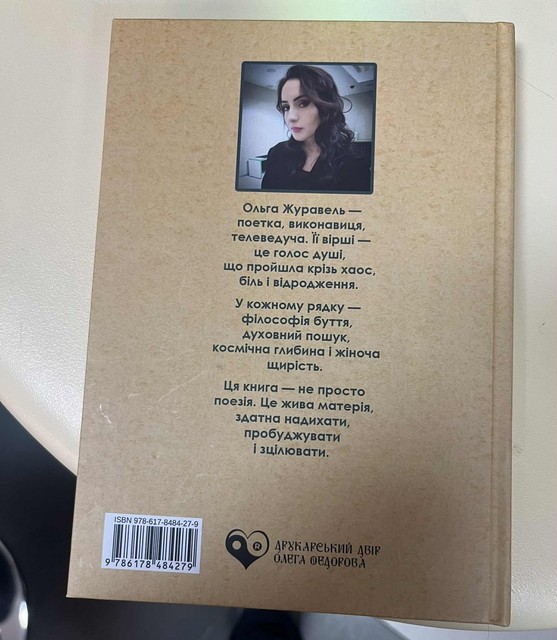 Ольга Журавель —
поетка, виконавиця,
телеведуча. Її вірші —
це голос душі,
що пройшла крізь хаос,
біль і відродження.
У кожному рядку —
філософія буття,
духовний пошук,
космічна глибина і жіноча
щирість.
Ця книга — не просто
поезія. Це жива матерія,
здатна надихати,
пробуджувати
і зцілювати.
ISBN 978-617-8484-27-9
9 786178 484279
®
ДРУКАРСЬКИЙ ДВІР
ОЛЕГА ФЕДОРОВА